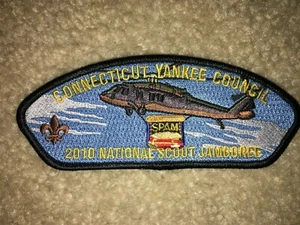 CONNECTICUT YANKEE COUNCIL
SPAM
2010 NATIONAL SCOUT JAMBOREE